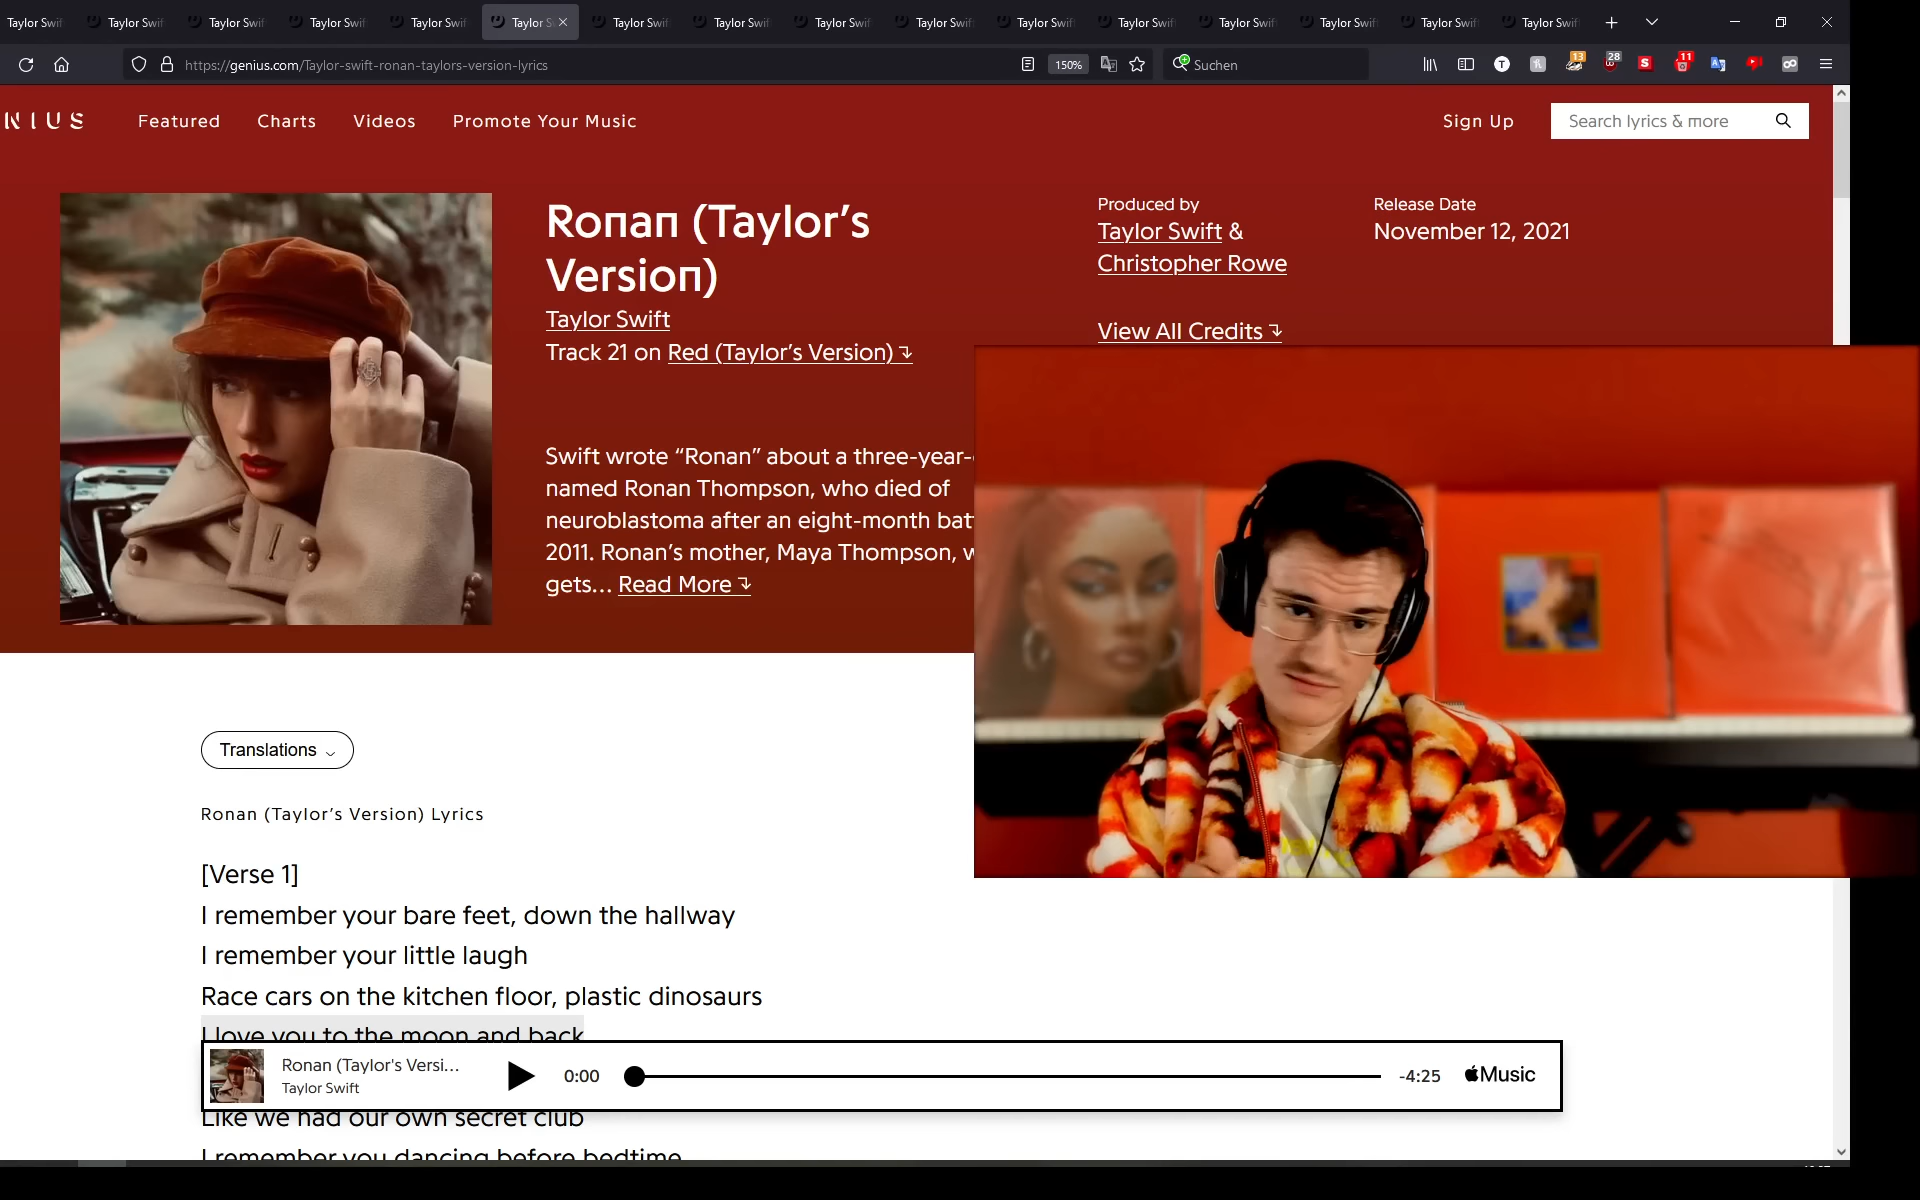 Taylor Swif Taylor Swif Taylor Swif Taylor Swif Taylor Swif Taylor S Taylor Swif Taylor Swif Taylor Swif Taylor Swif Taylor Swif Taylor Swif Taylor Swif Taylor Swif Taylor Swif Taylor Swif
https://genius.com/Taylor-swift-ronan-taylors-version-lyrics 150% Suchen 13 28 11
NIUS Featured Charts Videos Promote Your Music Sign Up Search lyrics & more
Ronan (Taylor's
Version)
Taylor Swift
Track 21 on Red (Taylor's Version)
Produced by
Taylor Swift &
Christopher Rowe
View All Credits
Release Date
November 12, 2021
Swift wrote “Ronan” about a three-year-
named Ronan Thompson, who died of
neuroblastoma after an eight-month bat
2011. Ronan's mother, Maya Thompson, w
gets... Read More
Translations
Ronan (Taylor's Version) Lyrics
[Verse 1]
I remember your bare feet, down the hallway
I remember your little laugh
Race cars on the kitchen floor, plastic dinosaurs
I love you to the moon and back
Ronan (Taylor's Versi...
Taylor Swift
0:00 -4:25 Music
Like we had our own secret club
I remember you dancing before bedtime